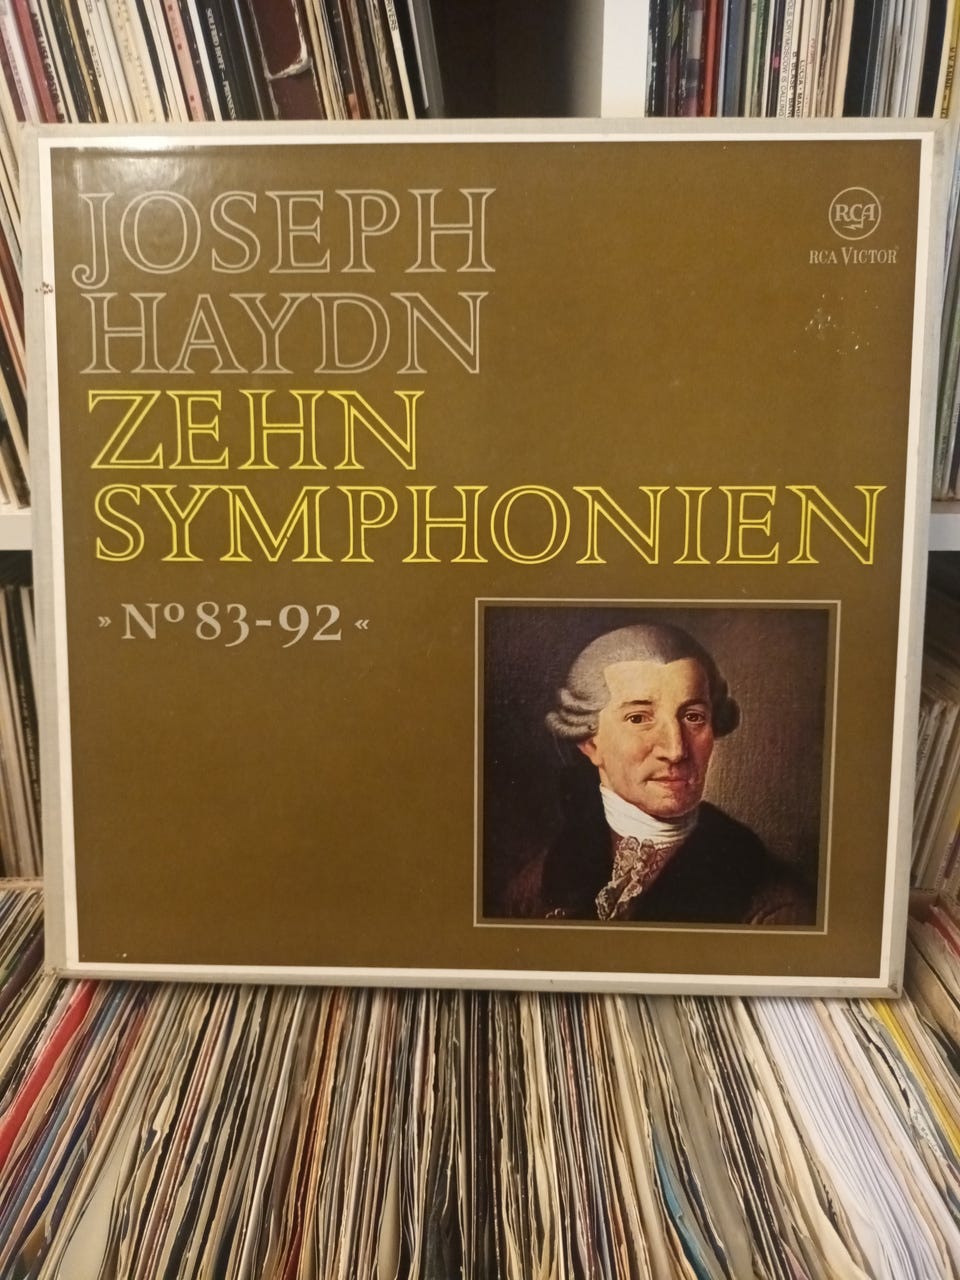 JOSEPH
HAYDN
ZEHN
SYMPHONIEN
» Nº 83-92 «
RCA
RCA VICTOR